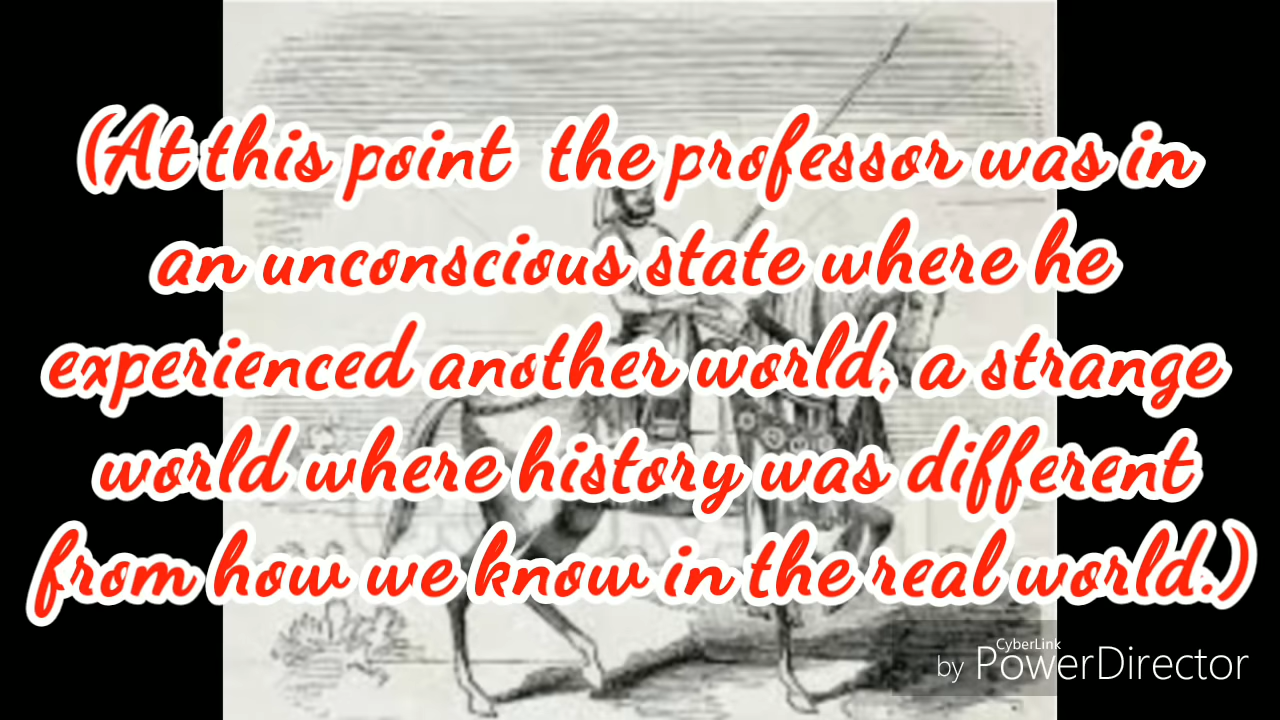 (At this point the professor was in
an unconscious state where he
experienced another world, a strange
world where history was different
from how we know in the real world.)
CyberLink
by PowerDirector